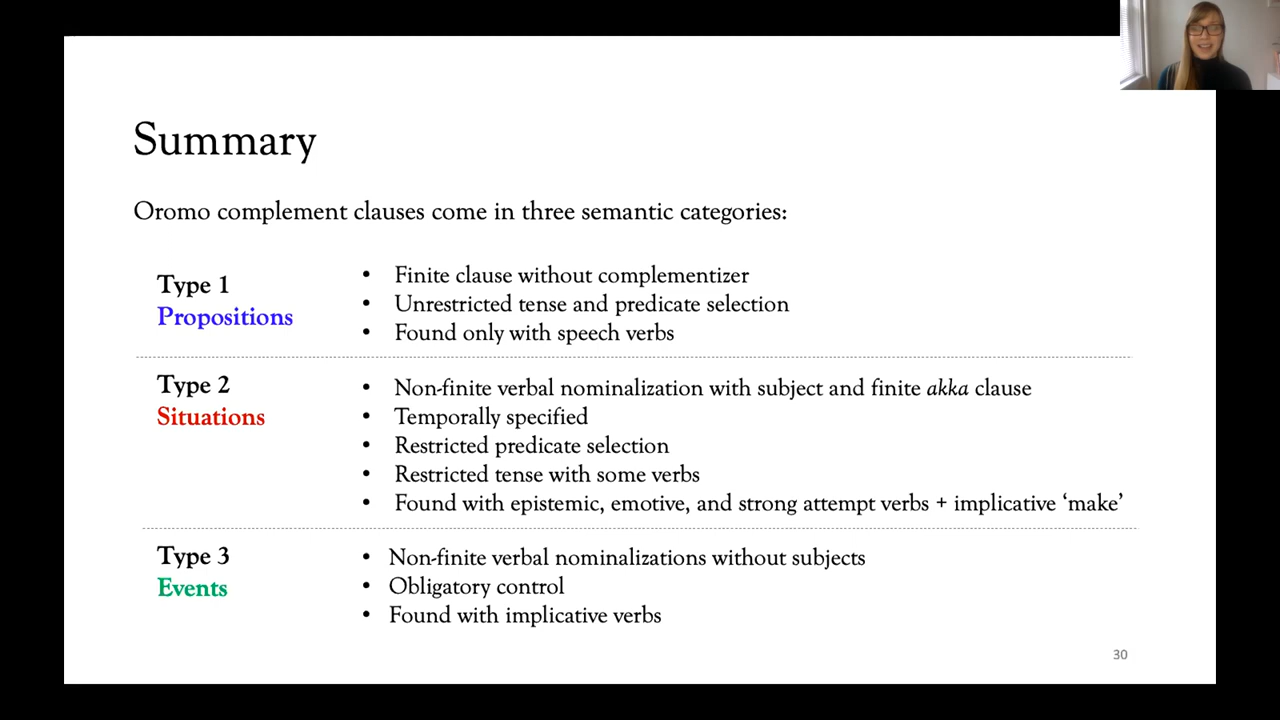 Summary
Oromo complement clauses come in three semantic categories:
Type 1
Propositions
• Finite clause without complementizer
• Unrestricted tense and predicate selection
• Found only with speech verbs
Type 2
Situations
• Non-finite verbal nominalization with subject and finite akka clause
• Temporally specified
• Restricted predicate selection
• Restricted tense with some verbs
• Found with epistemic, emotive, and strong attempt verbs + implicative ‘make’
Type 3
Events
• Non-finite verbal nominalizations without subjects
• Obligatory control
• Found with implicative verbs
30